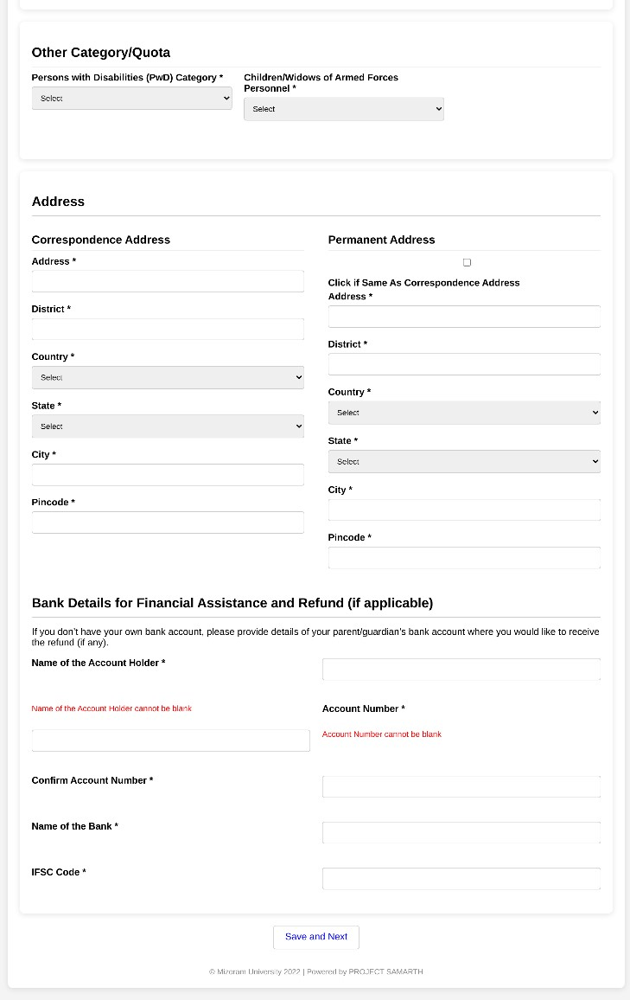 Other Category/Quota
Persons with Disabilities (PwD) Category *
Select
Children/Widows of Armed Forces
Personnel *
Select
Address
Correspondence Address
Address *
District *
Country *
Select
State *
Select
City *
Pincode *
Permanent Address
Click if Same As Correspondence Address
Address *
District *
Country *
Select
State *
Select
City *
Pincode *
Bank Details for Financial Assistance and Refund (if applicable)
If you don't have your own bank account, please provide details of your parent/guardian's bank account where you would like to receive
the refund (if any).
Name of the Account Holder *
Name of the Account Holder cannot be blank
Account Number *
Account Number cannot be blank
Confirm Account Number *
Name of the Bank *
IFSC Code *
Save and Next
© Mizoram University 2022 | Powered by PROJECT SAMARTH